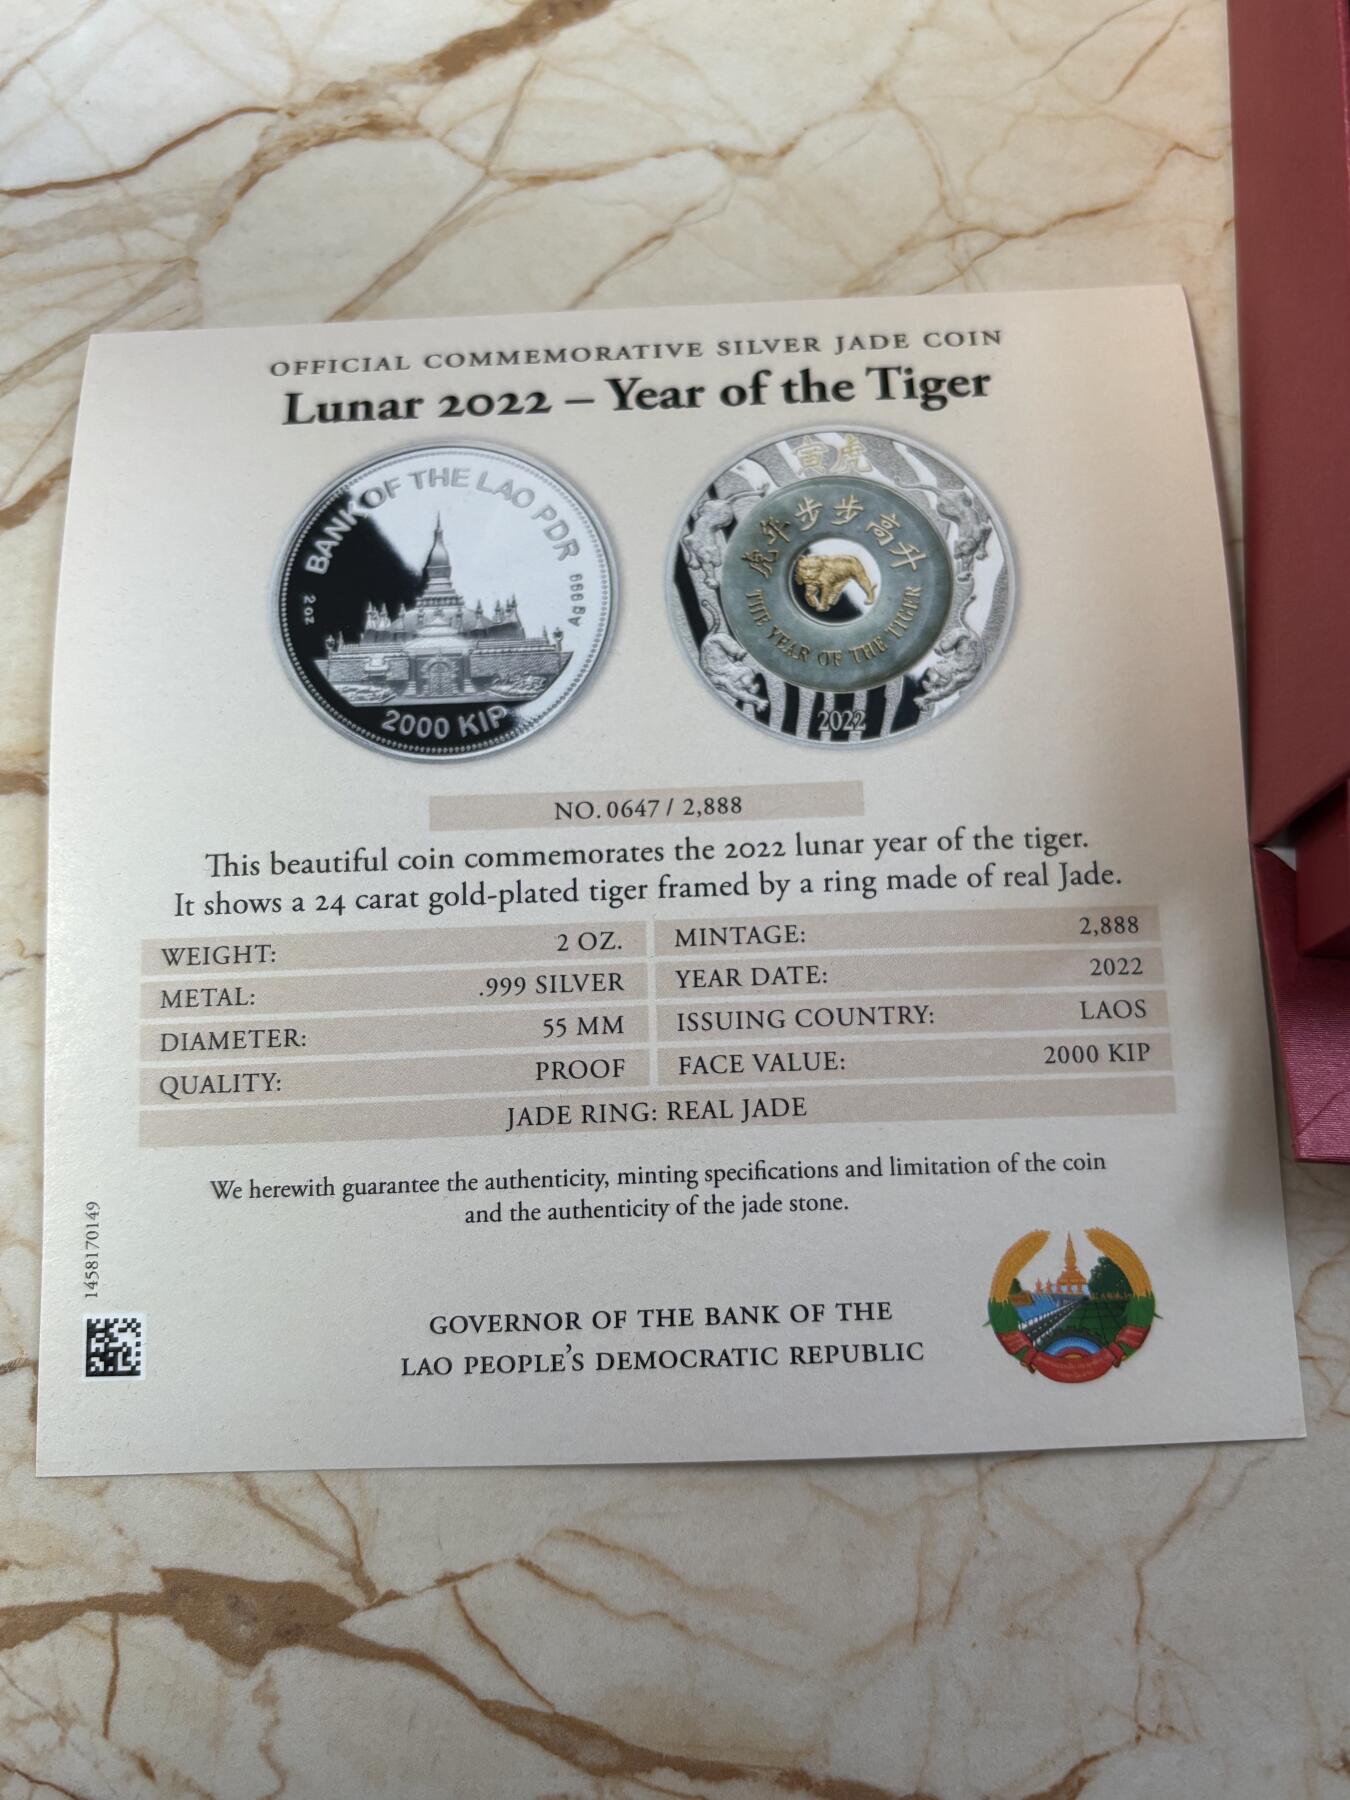 OFFICIAL COMMEMORATIVE SILVER JADE COIN
Lunar 2022 – Year of the Tiger
BANK OF THE LAO PDR
2oz
Ag 999
2000 KIP
寅虎
虎年步步高升
THE YEAR OF THE TIGER
2022
NO. 0647 / 2,888
This beautiful coin commemorates the 2022 lunar year of the tiger.
It shows a 24 carat gold-plated tiger framed by a ring made of real Jade.
WEIGHT: 2 OZ. MINTAGE: 2,888
METAL: .999 SILVER YEAR DATE: 2022
DIAMETER: 55 MM ISSUING COUNTRY: LAOS
QUALITY: PROOF FACE VALUE: 2000 KIP
JADE RING: REAL JADE
We herewith guarantee the authenticity, minting specifications and limitation of the coin
and the authenticity of the jade stone.
1458170149
GOVERNOR OF THE BANK OF THE
LAO PEOPLE'S DEMOCRATIC REPUBLIC